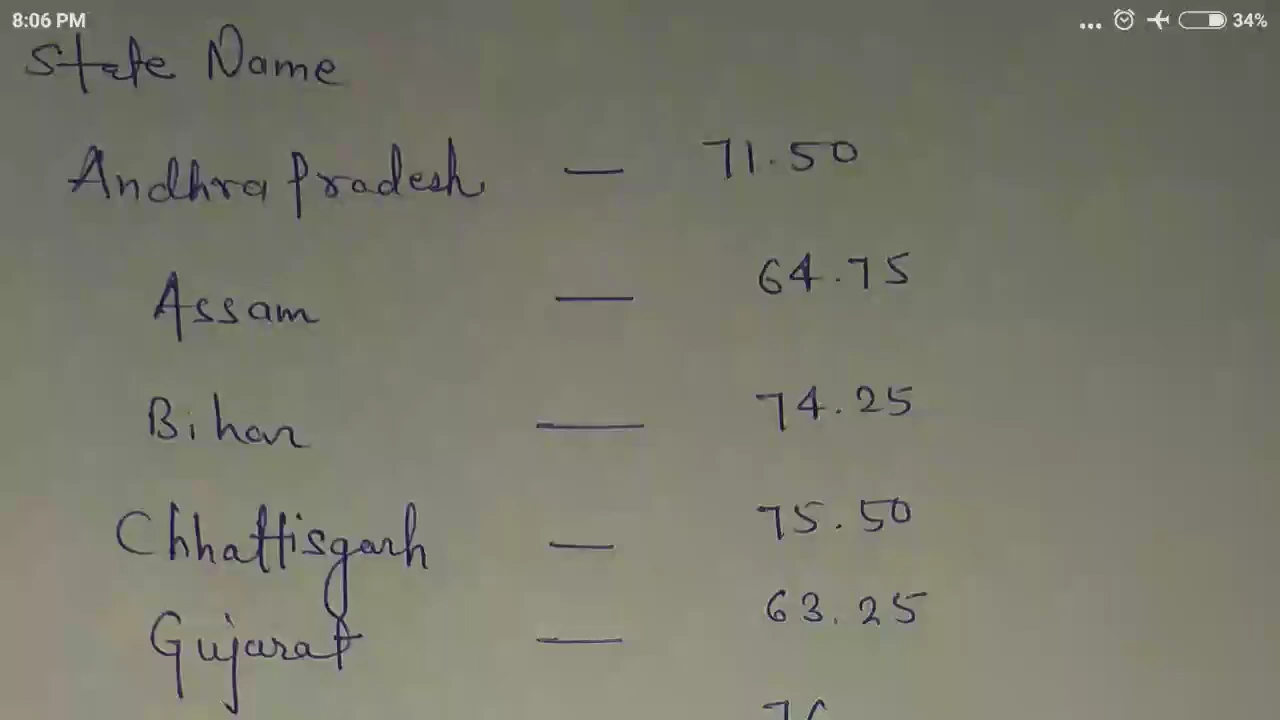 8:06 PM ... 34%
State Name
Andhra Pradesh — 71.50
Assam — 64.75
Bihar — 74.25
Chhattisgarh — 75.50
Gujarat — 63.25